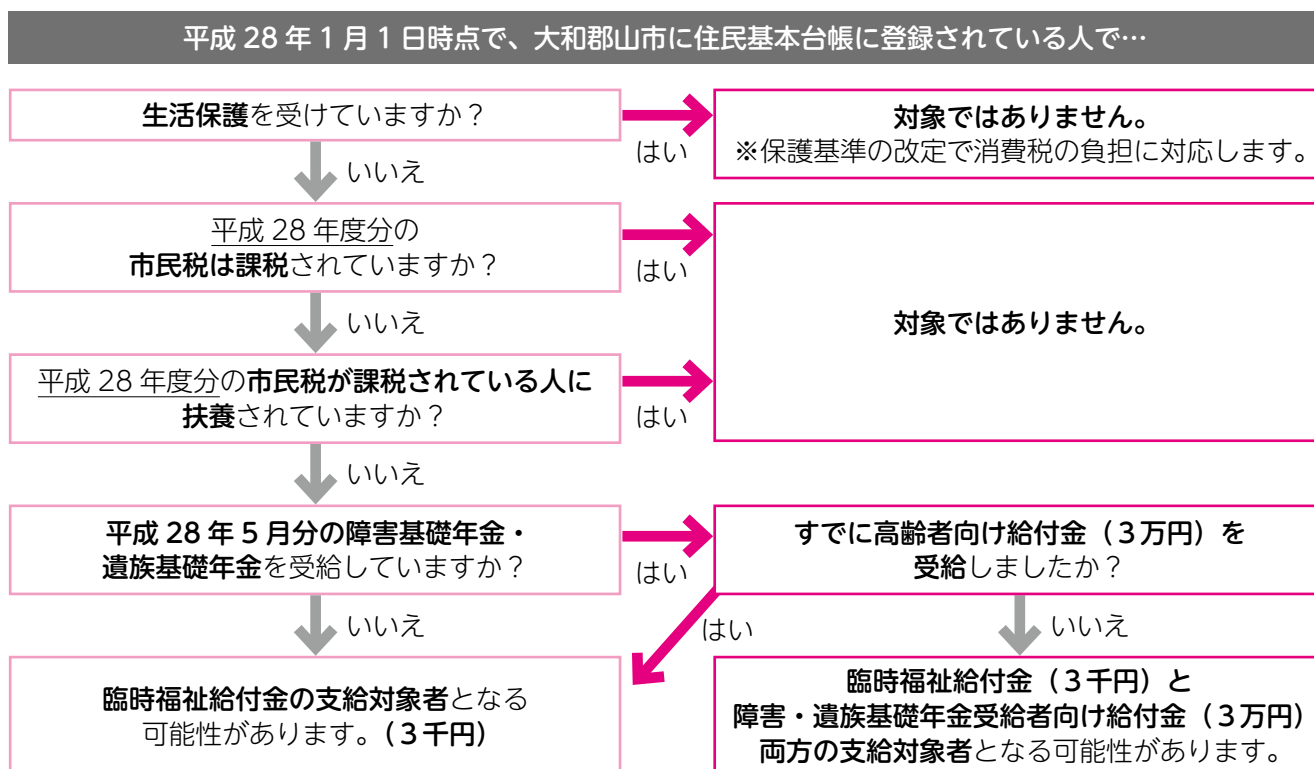 平成 28 年 1 月 1 日時点で、大和郡山市に住民基本台帳に登録されている人で…
生活保護を受けていますか？
はい
対象ではありません。
※保護基準の改定で消費税の負担に対応します。
いいえ
平成 28 年度分の
市民税は課税されていますか？
はい
対象ではありません。
いいえ
平成 28 年度分の市民税が課税されている人に
扶養されていますか？
はい
いいえ
平成 28 年 5 月分の障害基礎年金・
遺族基礎年金を受給していますか？
はい
すでに高齢者向け給付金（３万円）を
受給しましたか？
いいえ
はい
いいえ
臨時福祉給付金の支給対象者となる
可能性があります。（３千円）
臨時福祉給付金（３千円）と
障害・遺族基礎年金受給者向け給付金（３万円）
両方の支給対象者となる可能性があります。